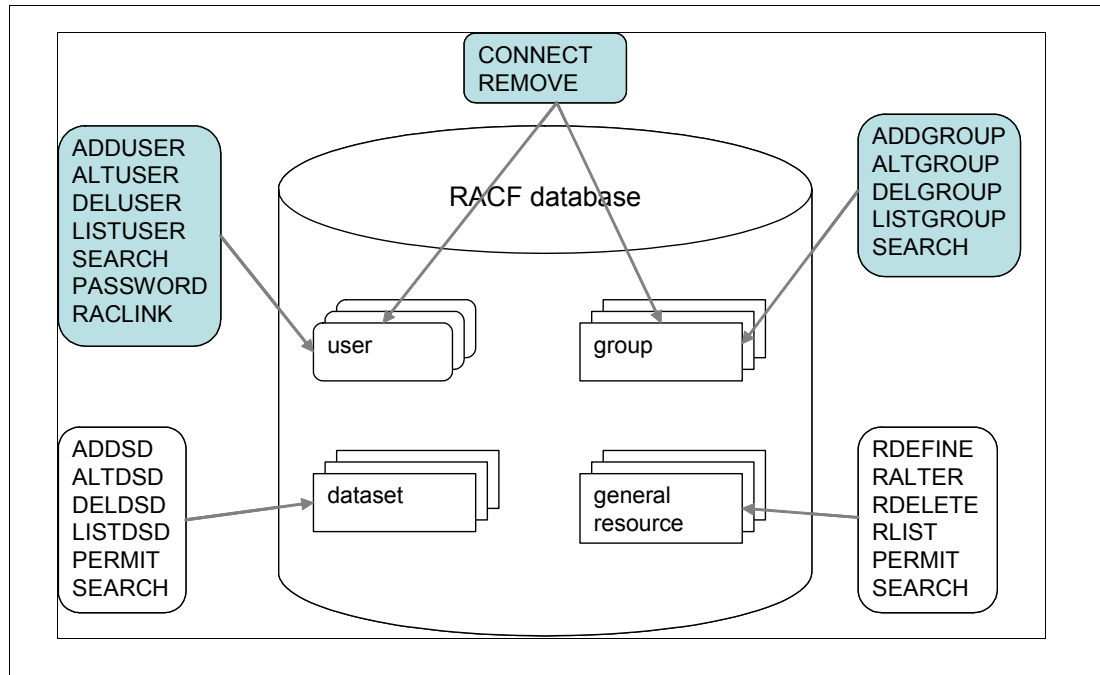 CONNECT
REMOVE
ADDUSER
ALTUSER
DELUSER
LISTUSER
SEARCH
PASSWORD
RACLINK
RACF database
ADDGROUP
ALTGROUP
DELGROUP
LISTGROUP
SEARCH
user
group
ADDSD
ALTDSD
DELDSD
LISTDSD
PERMIT
SEARCH
dataset
general
resource
RDEFINE
RALTER
RDELETE
RLIST
PERMIT
SEARCH